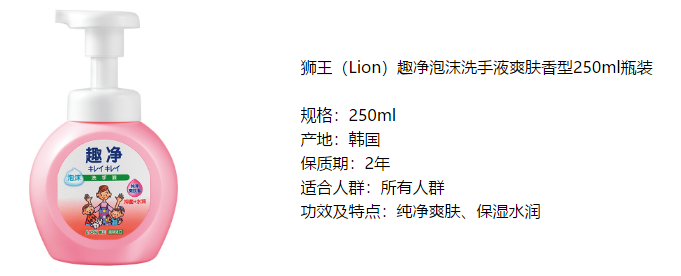 趣净
キレイキレイ
泡沫
洗手液
狮王（Lion）趣净泡沫洗手液爽肤香型250ml瓶装
规格：250ml
产地：韩国
保质期：2年
适合人群：所有人群
功效及特点：纯净爽肤、保湿水润